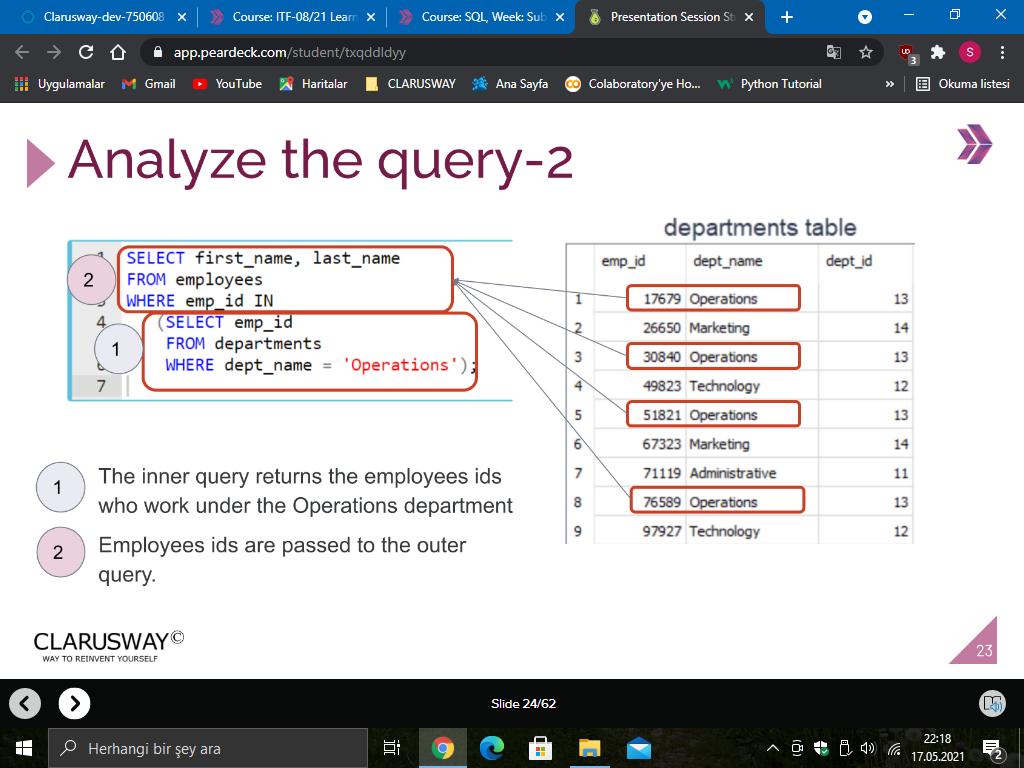 Clarusway-dev-750608
Course: ITF-08/21 Learn
Course: SQL, Week: Sub
Presentation Session St
app.peardeck.com/student/txqddldyy
UD
3
S
Uygulamalar
Gmail
YouTube
Haritalar
CLARUSWAY
Ana Sayfa
Colaboratory'ye Ho...
Python Tutorial
»
Okuma listesi
Analyze the query-2
SELECT first_name, last_name
2
FROM employees
WHERE emp_id IN
4
(SELECT emp_id
1
FROM departments
WHERE dept_name = 'Operations');
7
departments table
emp_id dept_name dept_id
1 17679 Operations 13
2 26650 Marketing 14
3 30840 Operations 13
4 49823 Technology 12
5 51821 Operations 13
6 67323 Marketing 14
7 71119 Administrative 11
8 76589 Operations 13
9 97927 Technology 12
1
The inner query returns the employees ids
who work under the Operations department
2
Employees ids are passed to the outer
query.
CLARUSWAY©
WAY TO REINVENT YOURSELF
23
Slide 24/62
Herhangi bir şey ara
22:18
17.05.2021
2